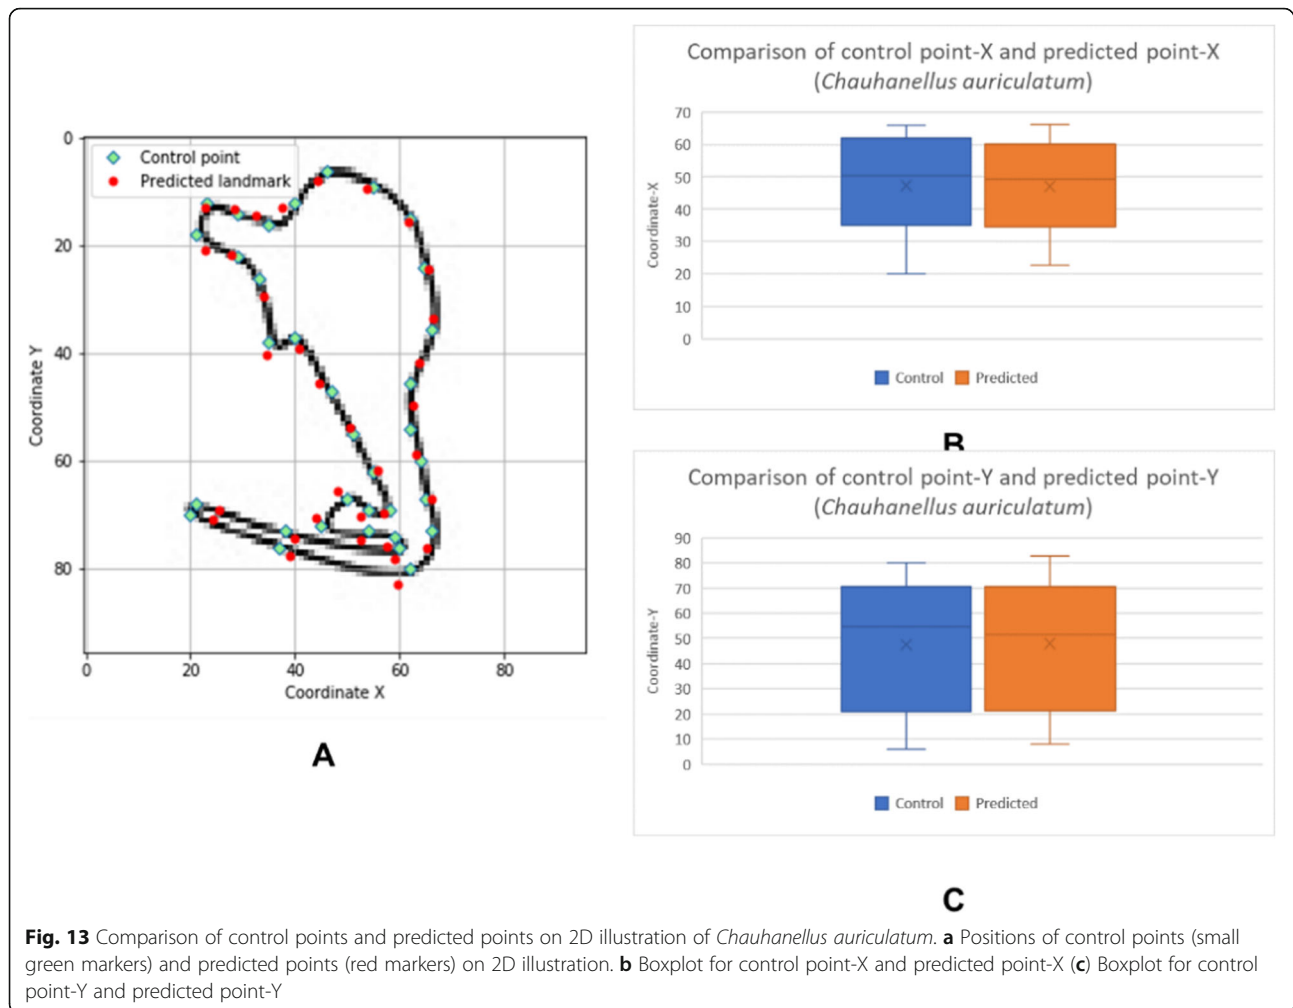 Comparison of control point-X and predicted point-X
(Chauhanellus auriculatum)
70
60
50
40
30
20
10
0
Coordinate-X
Control Predicted
B
0
20
40
60
80
Coordinate Y
Control point
Predicted landmark
0 20 40 60 80
Coordinate X
A
Comparison of control point-Y and predicted point-Y
(Chauhanellus auriculatum)
90
80
70
60
50
40
30
20
10
0
Coordinate-Y
Control Predicted
C
Fig. 13 Comparison of control points and predicted points on 2D illustration of Chauhanellus auriculatum. a Positions of control points (small
green markers) and predicted points (red markers) on 2D illustration. b Boxplot for control point-X and predicted point-X (c) Boxplot for control
point-Y and predicted point-Y